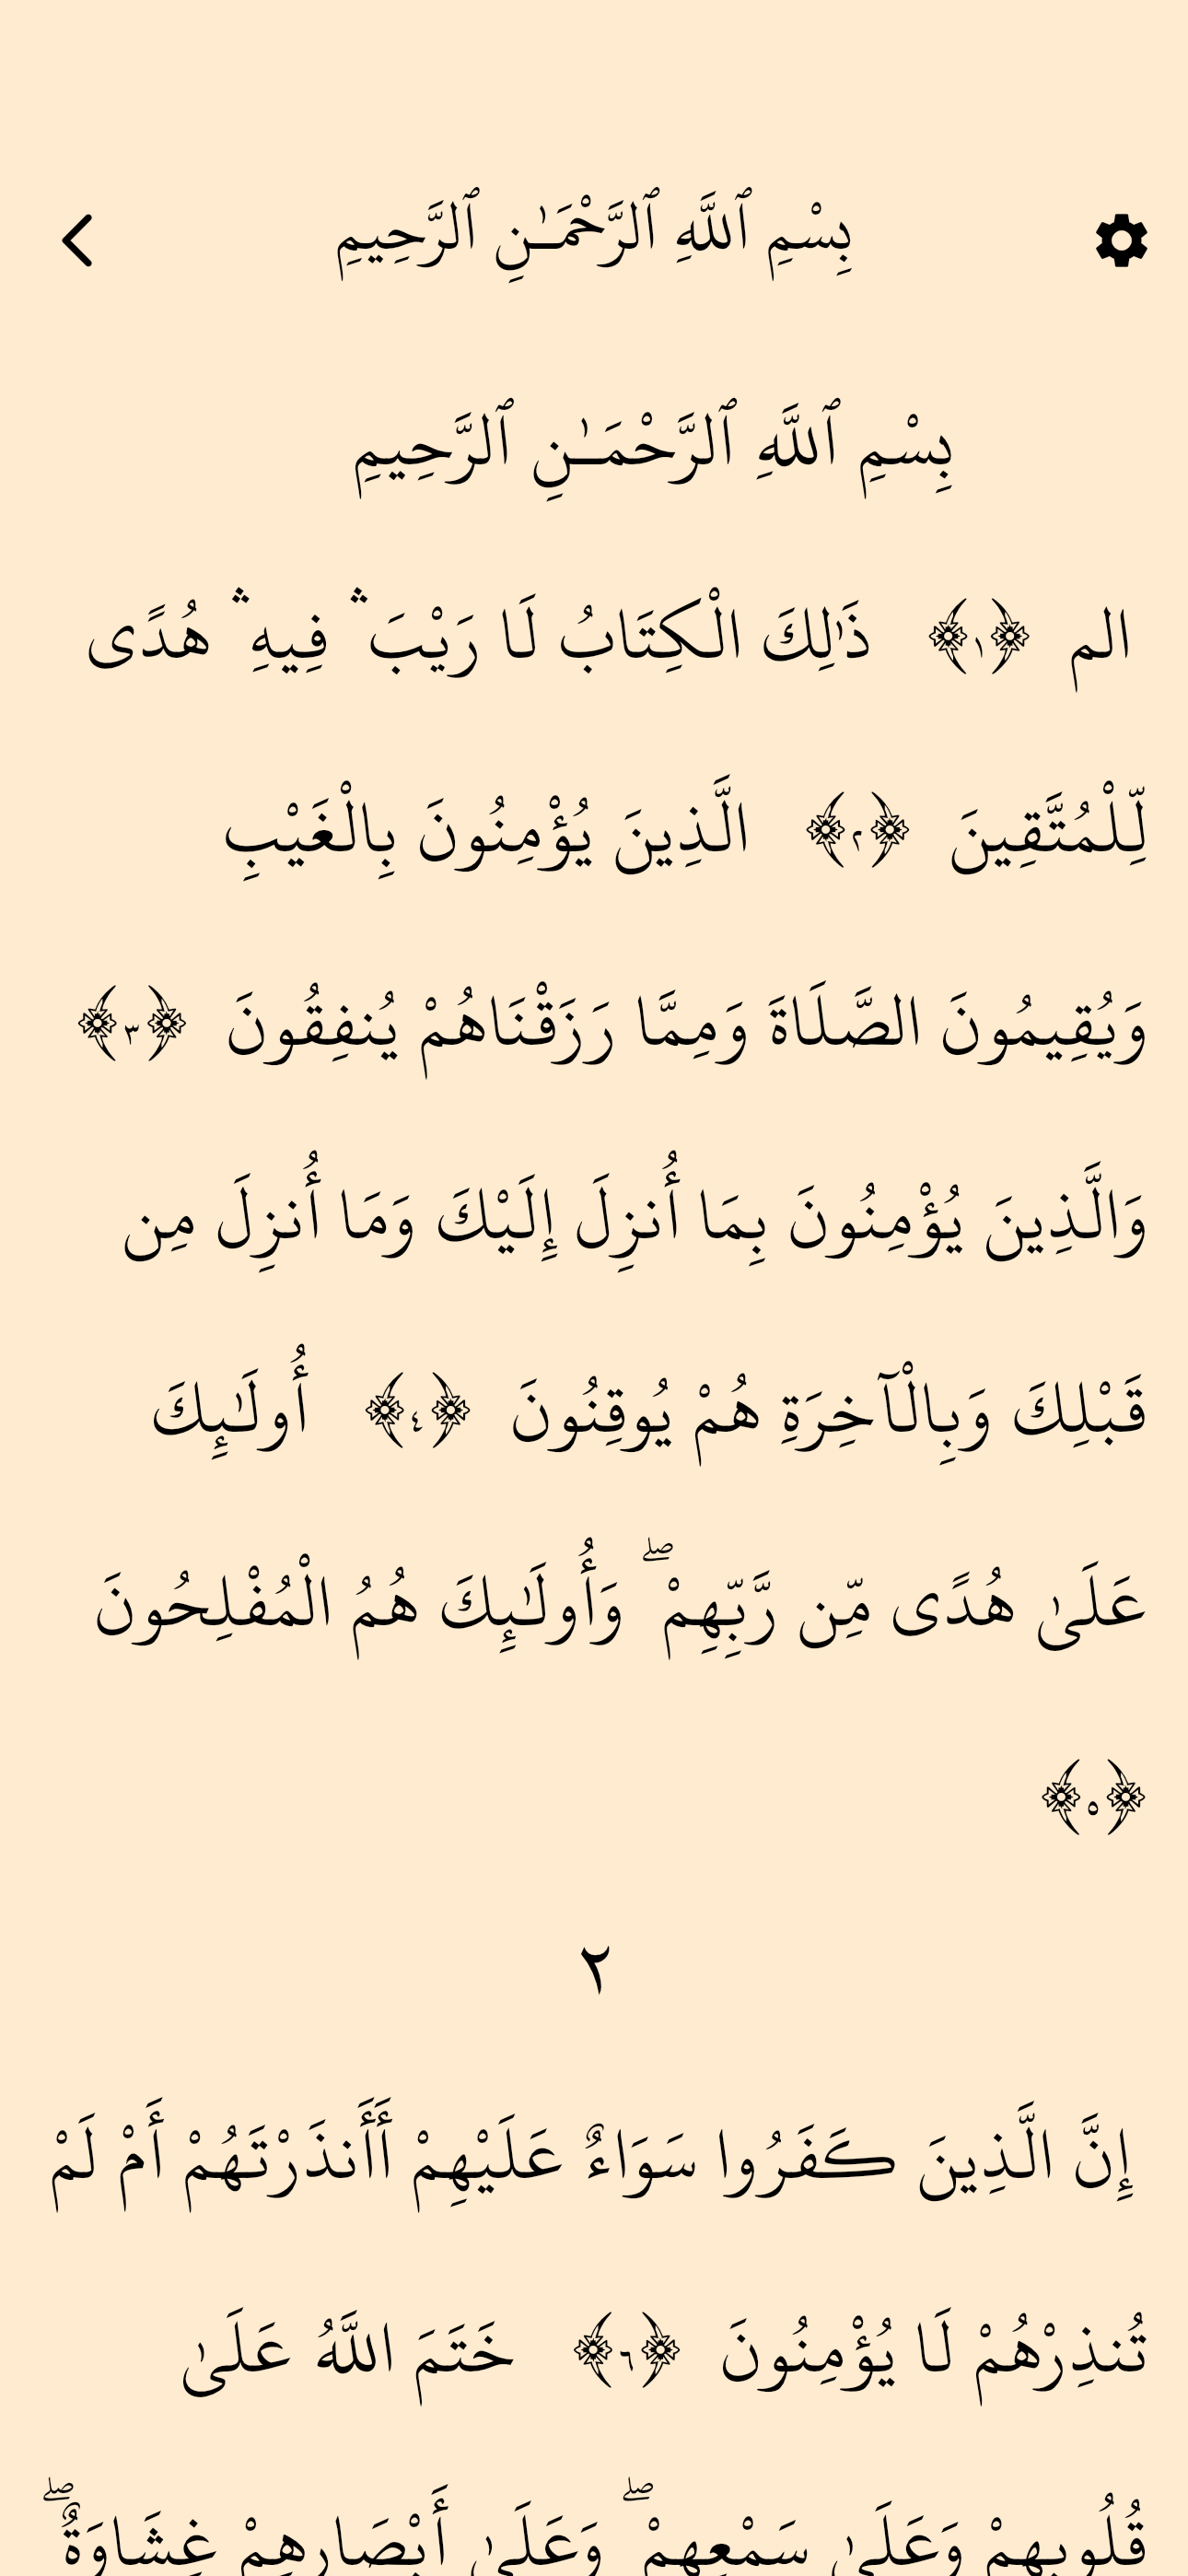 بِسْمِ ٱللَّهِ ٱلرَّحْمَـٰنِ ٱلرَّحِيمِ
بِسْمِ ٱللَّهِ ٱلرَّحْمَـٰنِ ٱلرَّحِيمِ
الم ﴿١﴾ ذَٰلِكَ الْكِتَابُ لَا رَيْبَ ۛ فِيهِ ۛ هُدًى
لِّلْمُتَّقِينَ ﴿٢﴾ الَّذِينَ يُؤْمِنُونَ بِالْغَيْبِ
وَيُقِيمُونَ الصَّلَاةَ وَمِمَّا رَزَقْنَاهُمْ يُنفِقُونَ ﴿٣﴾
وَالَّذِينَ يُؤْمِنُونَ بِمَا أُنزِلَ إِلَيْكَ وَمَا أُنزِلَ مِن
قَبْلِكَ وَبِالْآخِرَةِ هُمْ يُوقِنُونَ ﴿٤﴾ أُولَـٰئِكَ
عَلَىٰ هُدًى مِّن رَّبِّهِمْ ۖ وَأُولَـٰئِكَ هُمُ الْمُفْلِحُونَ
﴿٥﴾
٢
إِنَّ الَّذِينَ كَفَرُوا سَوَاءٌ عَلَيْهِمْ أَأَنذَرْتَهُمْ أَمْ لَمْ
تُنذِرْهُمْ لَا يُؤْمِنُونَ ﴿٦﴾ خَتَمَ اللَّهُ عَلَىٰ
قُلُوبِهِمْ وَعَلَىٰ سَمْعِهِمْ ۖ وَعَلَىٰ أَبْصَارِهِمْ غِشَاوَةٌ ۖ